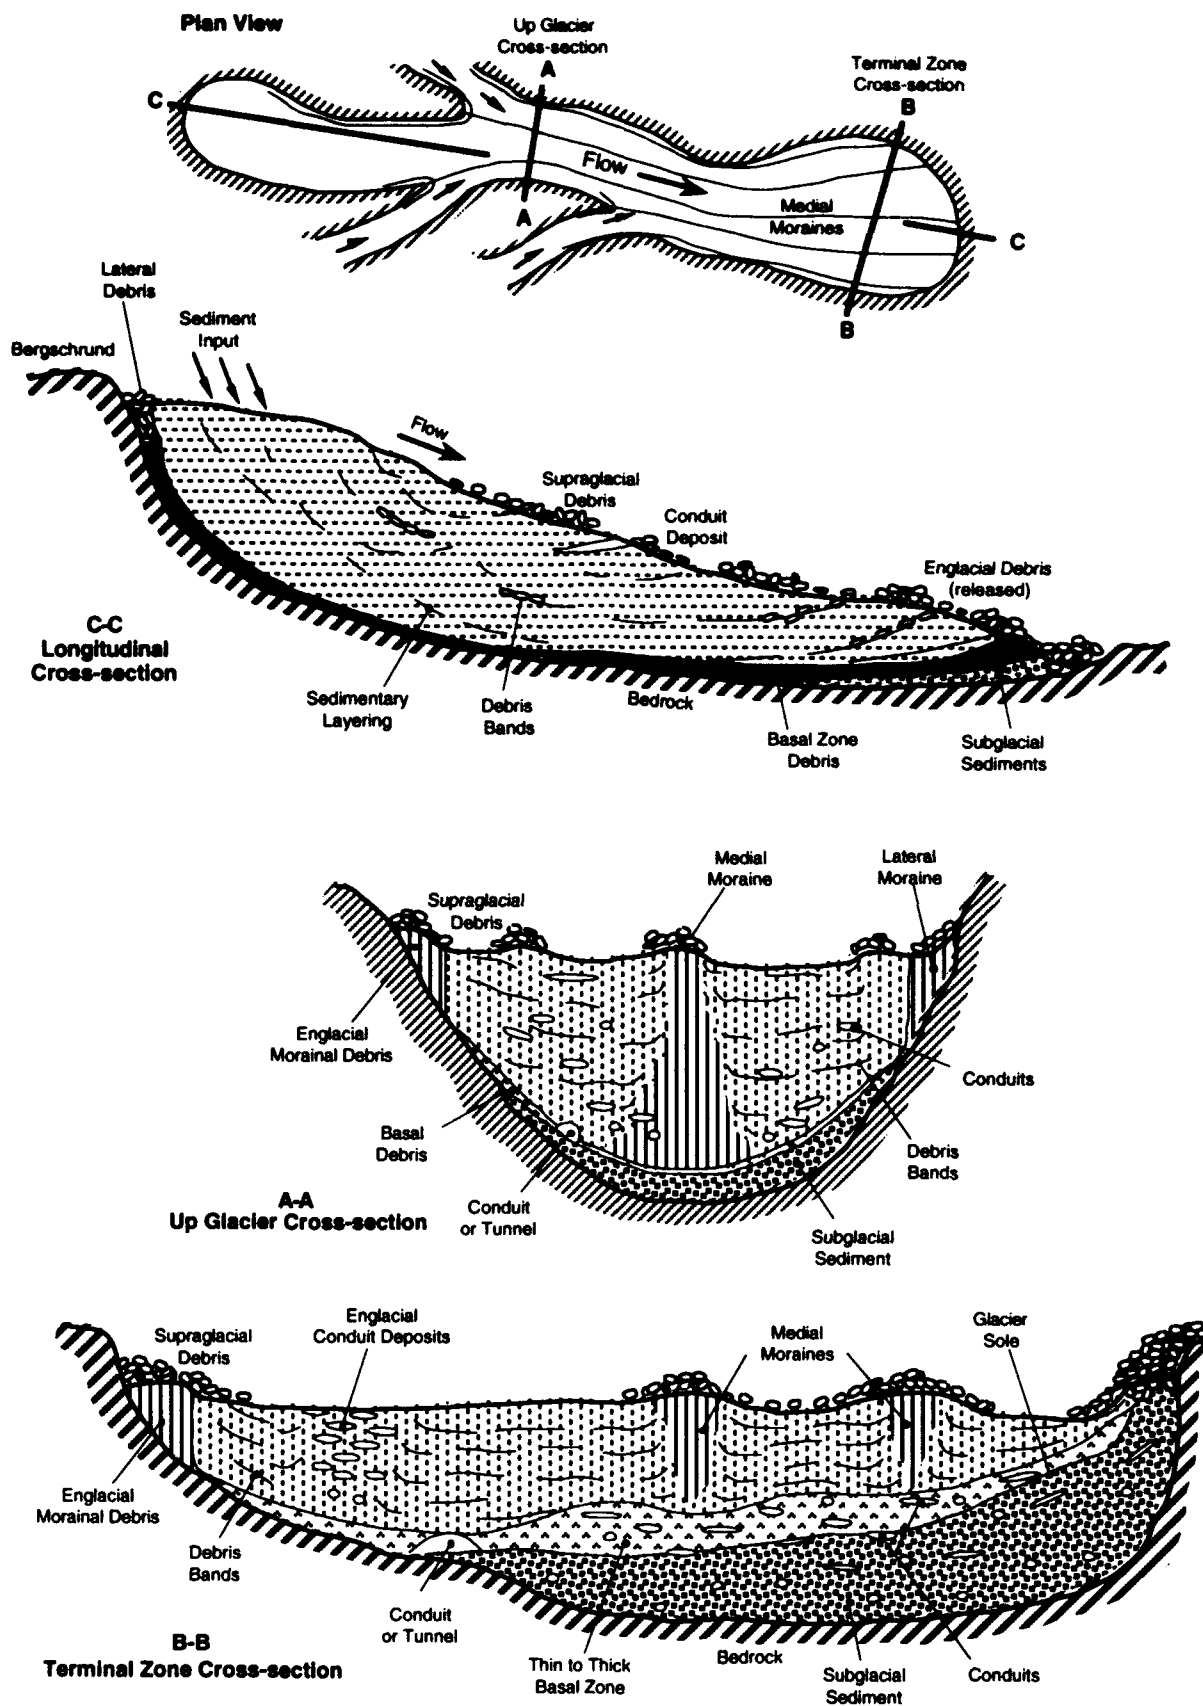 Plan View
Up Glacier
Cross-section
A
Terminal Zone
Cross-section
B
C
Flow
A
Medial
Moraines
C
B
Lateral
Debris
Sediment
Input
Bergschrund
Flow
Supraglacial
Debris
Conduit
Deposit
Englacial Debris
(released)
C-C
Longitudinal
Cross-section
Sedimentary
Layering
Debris
Bands
Bedrock
Basal Zone
Debris
Subglacial
Sediments
Medial
Moraine
Lateral
Moraine
Supraglacial
Debris
Englacial
Morainal Debris
Conduits
Basal
Debris
Debris
Bands
A-A
Up Glacier Cross-section
Conduit
or Tunnel
Subglacial
Sediment
Englacial
Conduit Deposits
Supraglacial
Debris
Medial
Moraines
Glacier
Sole
Englacial
Morainal Debris
Debris
Bands
Conduit
or Tunnel
B-B
Terminal Zone Cross-section
Thin to Thick
Basal Zone
Bedrock
Subglacial
Sediment
Conduits